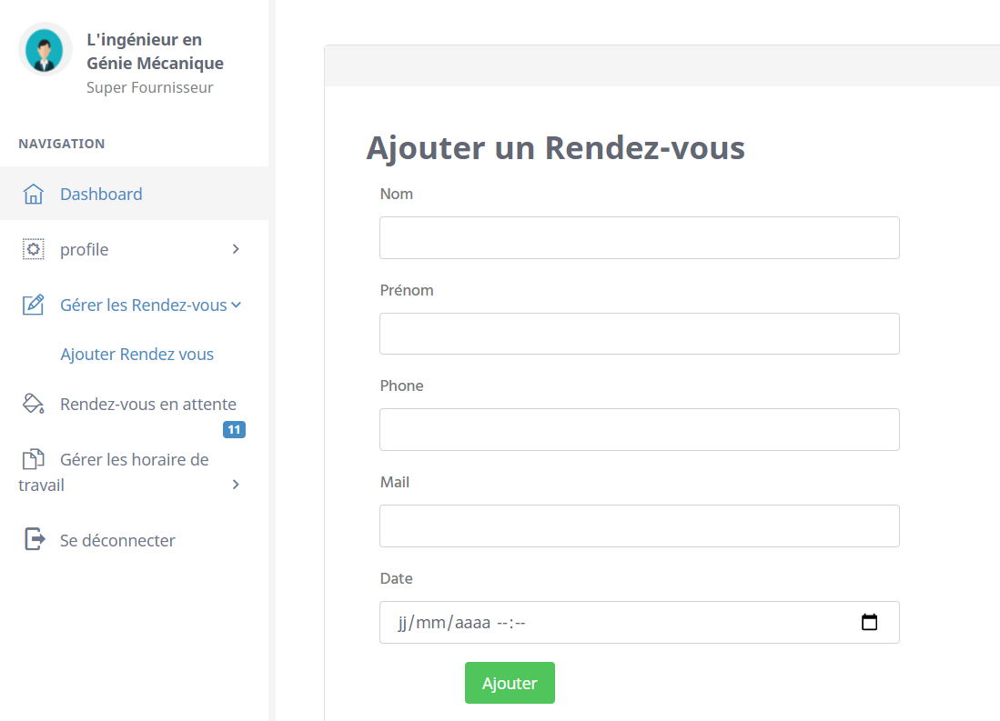 L'ingénieur en
Génie Mécanique
Super Fournisseur
NAVIGATION
Dashboard
profile
Gérer les Rendez-vous
Ajouter Rendez vous
Rendez-vous en attente
11
Gérer les horaire de
travail
Se déconnecter
Ajouter un Rendez-vous
Nom
Prénom
Phone
Mail
Date
jj/mm/aaaa --:--
Ajouter